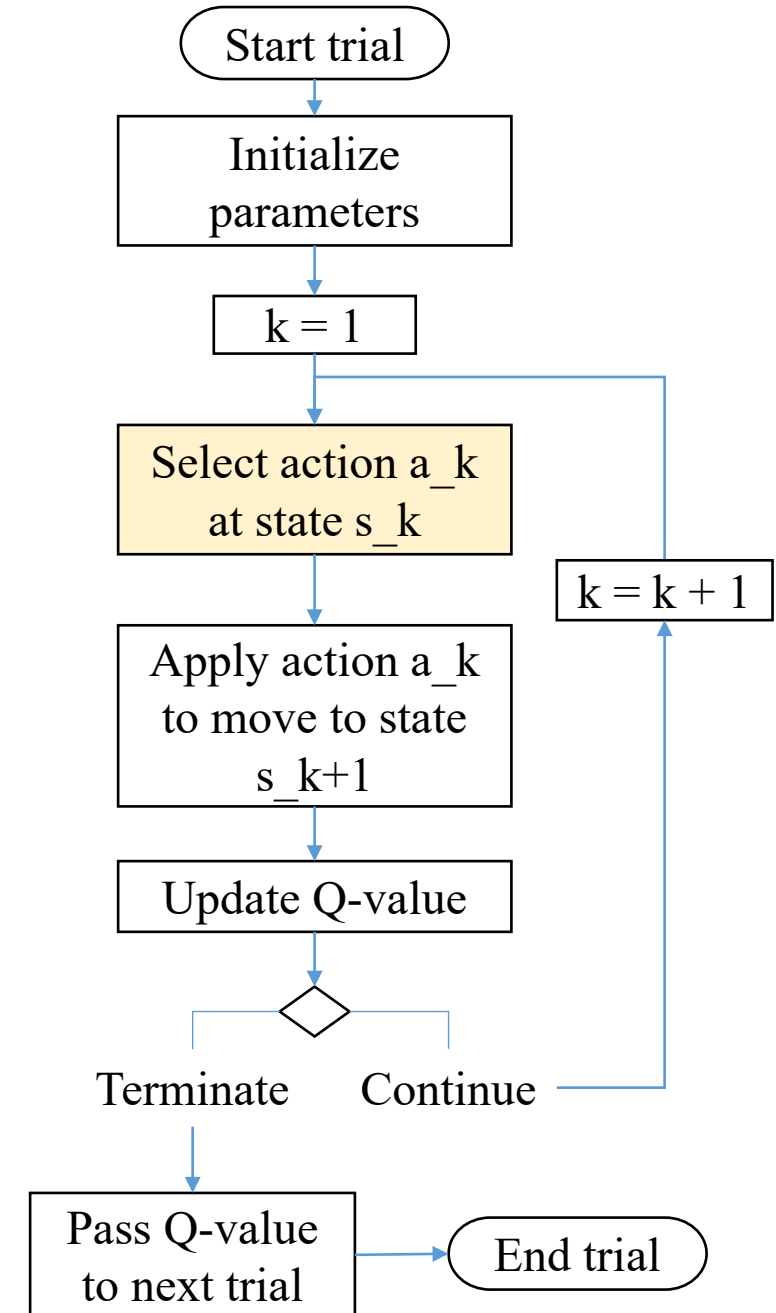 Start trial
Initialize
parameters
k = 1
Select action a_k
at state s_k
k = k + 1
Apply action a_k
to move to state
s_k+1
Update Q-value
Terminate
Continue
Pass Q-value
to next trial
End trial